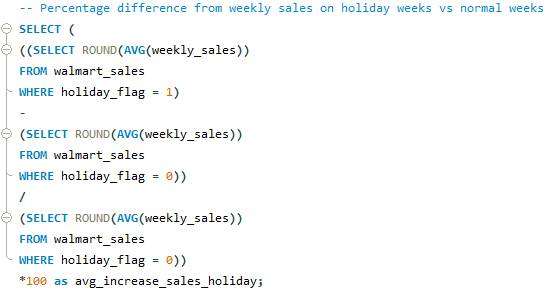 -- Percentage difference from weekly sales on holiday weeks vs normal weeks
SELECT (
((SELECT ROUND(AVG(weekly_sales))
FROM walmart_sales
WHERE holiday_flag = 1)
-
(SELECT ROUND(AVG(weekly_sales))
FROM walmart_sales
WHERE holiday_flag = 0))
/
(SELECT ROUND(AVG(weekly_sales))
FROM walmart_sales
WHERE holiday_flag = 0))
*100 as avg_increase_sales_holiday;